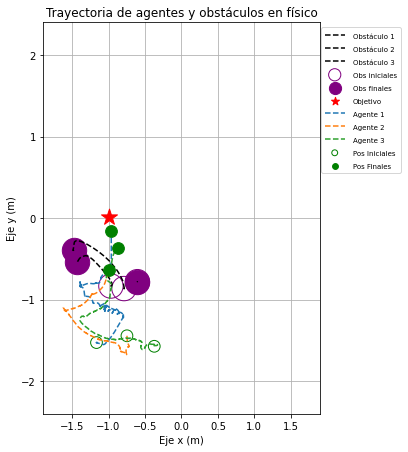 Trayectoria de agentes y obstáculos en físico
Obstáculo 1
Obstáculo 2
Obstáculo 3
Obs iniciales
Obs finales
Objetivo
Agente 1
Agente 2
Agente 3
Pos Iniciales
Pos Finales
2
1
0
−1
−2
Eje y (m)
−1.5 −1.0 −0.5 0.0 0.5 1.0 1.5
Eje x (m)